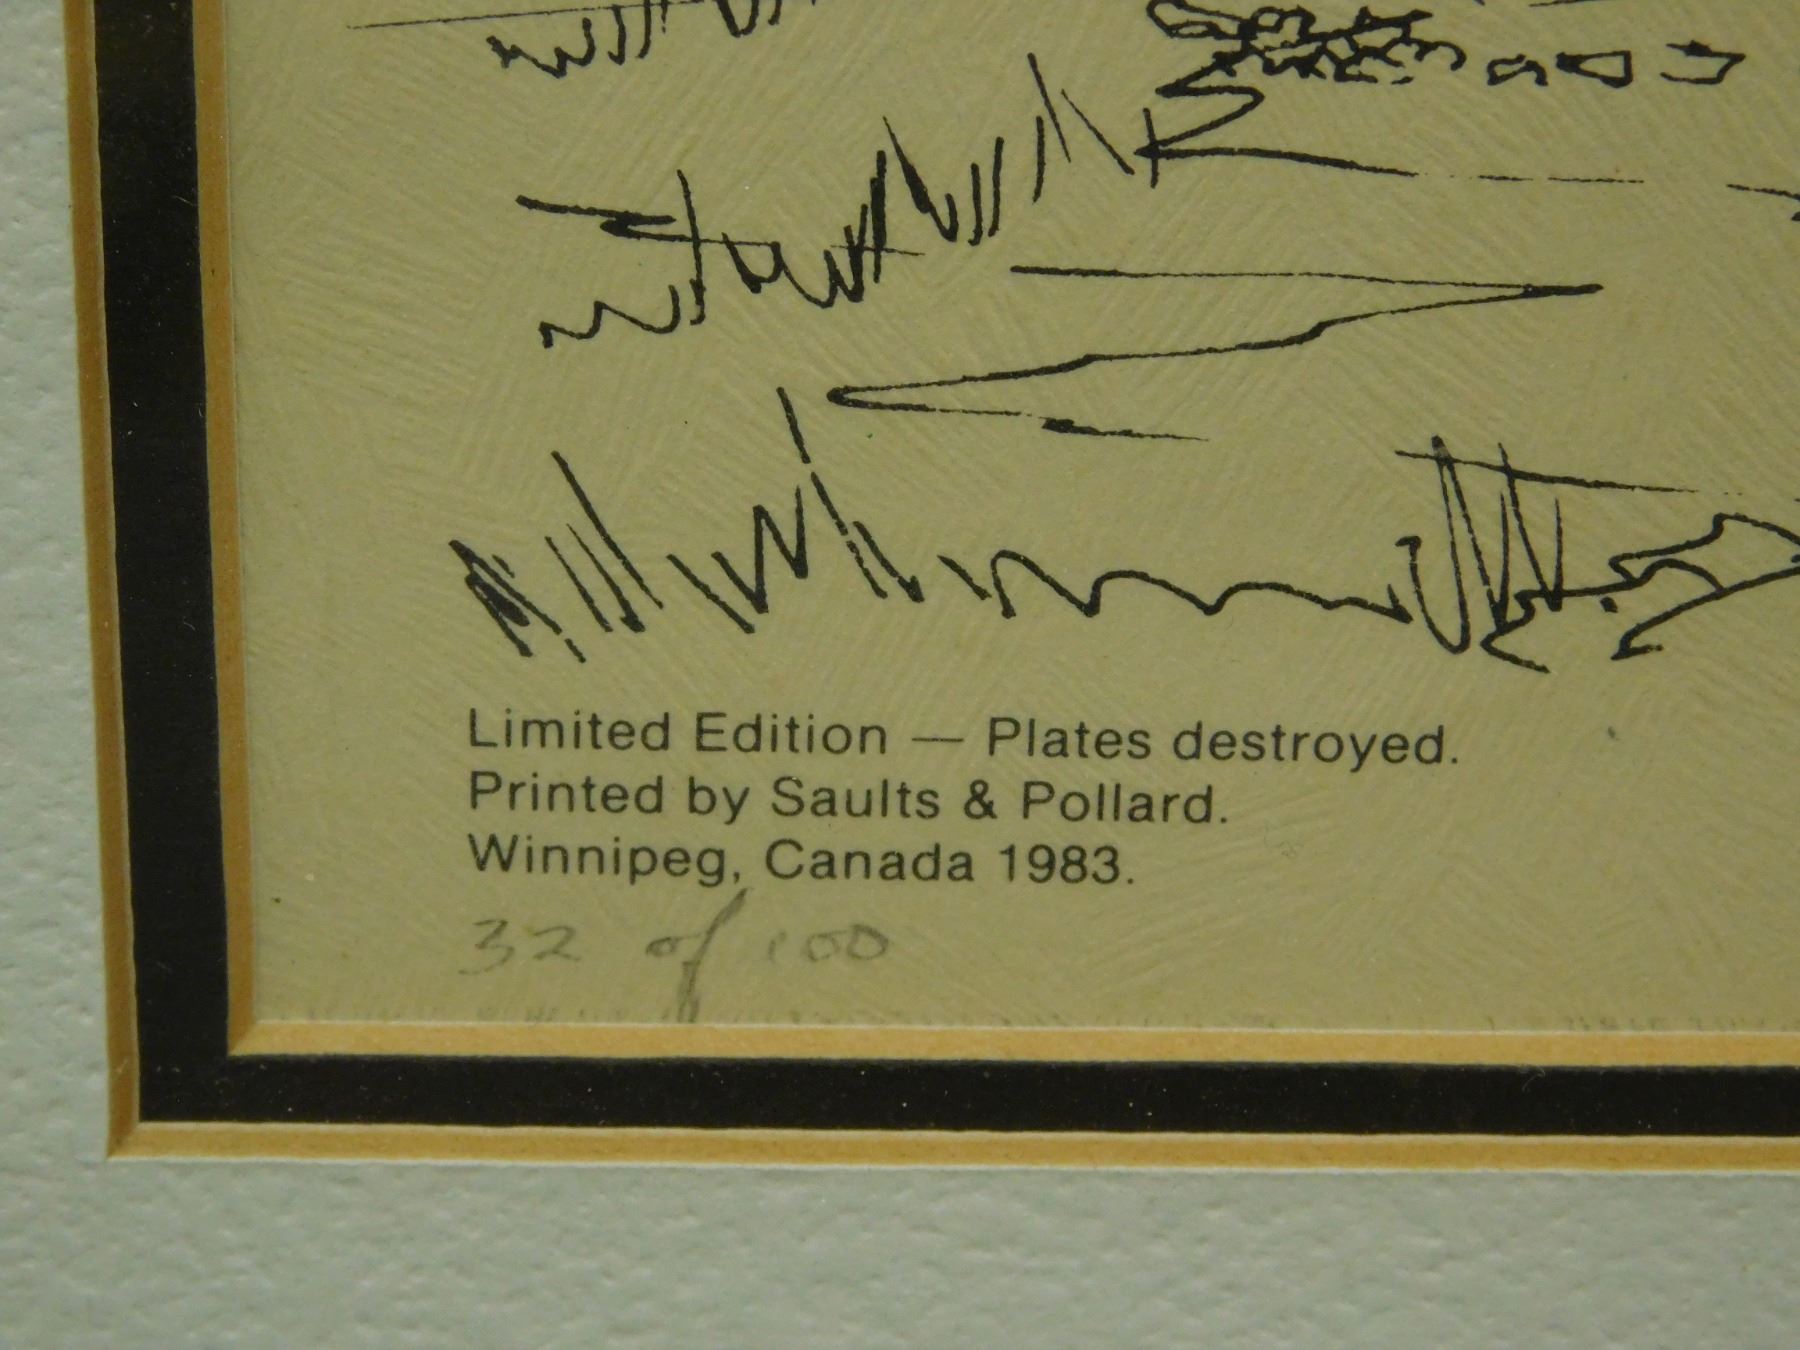 Limited Edition — Plates destroyed.
Printed by Saults & Pollard.
Winnipeg, Canada 1983.
32 of 100